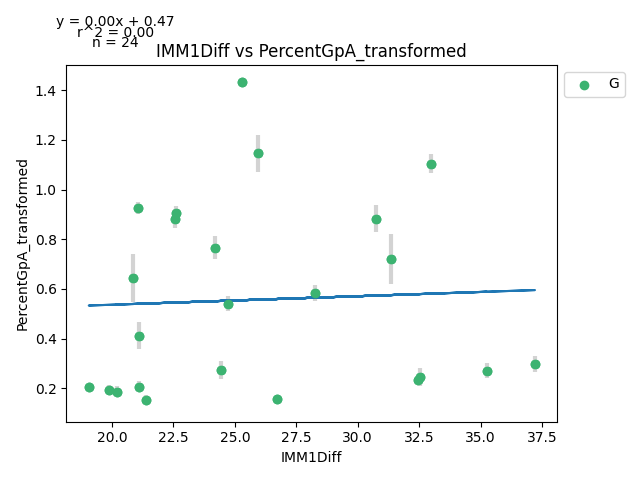 y = 0.00x + 0.47
r^2 = 0.00
n = 24
IMM1Diff vs PercentGpA_transformed
G
PercentGpA_transformed
1.4
1.2
1.0
0.8
0.6
0.4
0.2
20.0 22.5 25.0 27.5 30.0 32.5 35.0 37.5
IMM1Diff